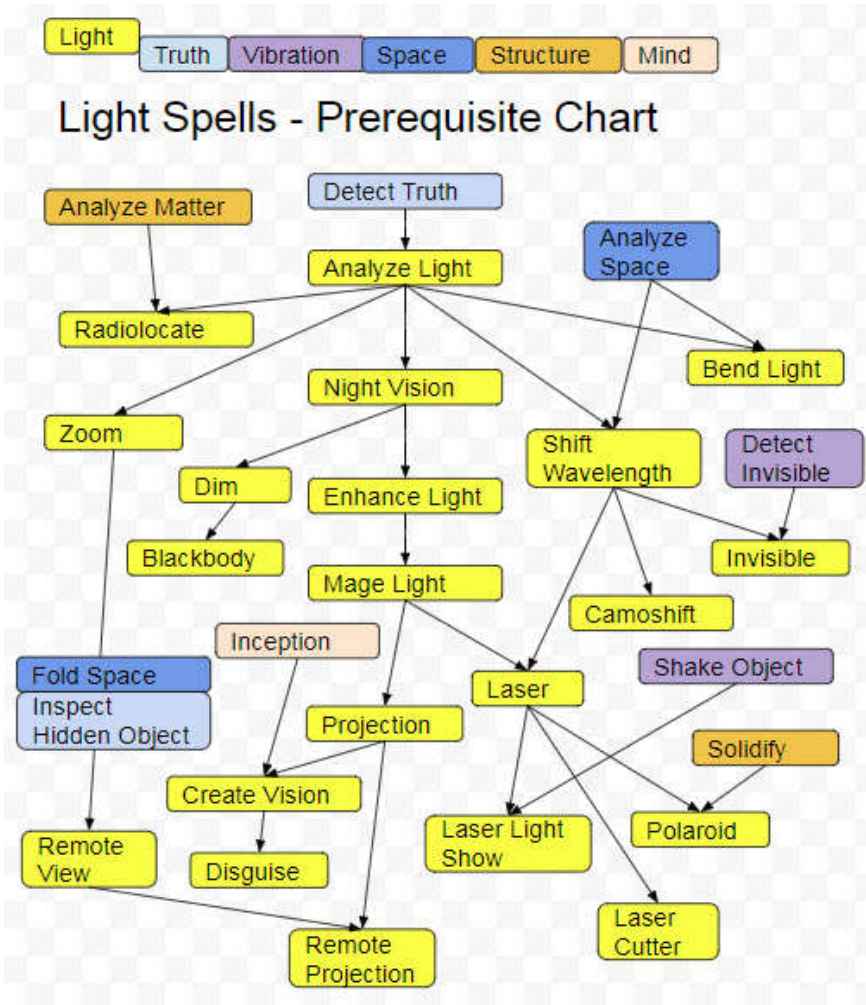 Light
Truth
Vibration
Space
Structure
Mind
Light Spells - Prerequisite Chart
Analyze Matter
Detect Truth
Analyze
Space
Analyze Light
Radiolocate
Bend Light
Night Vision
Zoom
Shift
Wavelength
Detect
Invisible
Dim
Enhance Light
Blackbody
Invisible
Mage Light
Camoshift
Inception
Fold Space
Inspect
Hidden Object
Shake Object
Laser
Projection
Solidify
Create Vision
Laser Light
Show
Polaroid
Remote
View
Disguise
Laser
Cutter
Remote
Projection